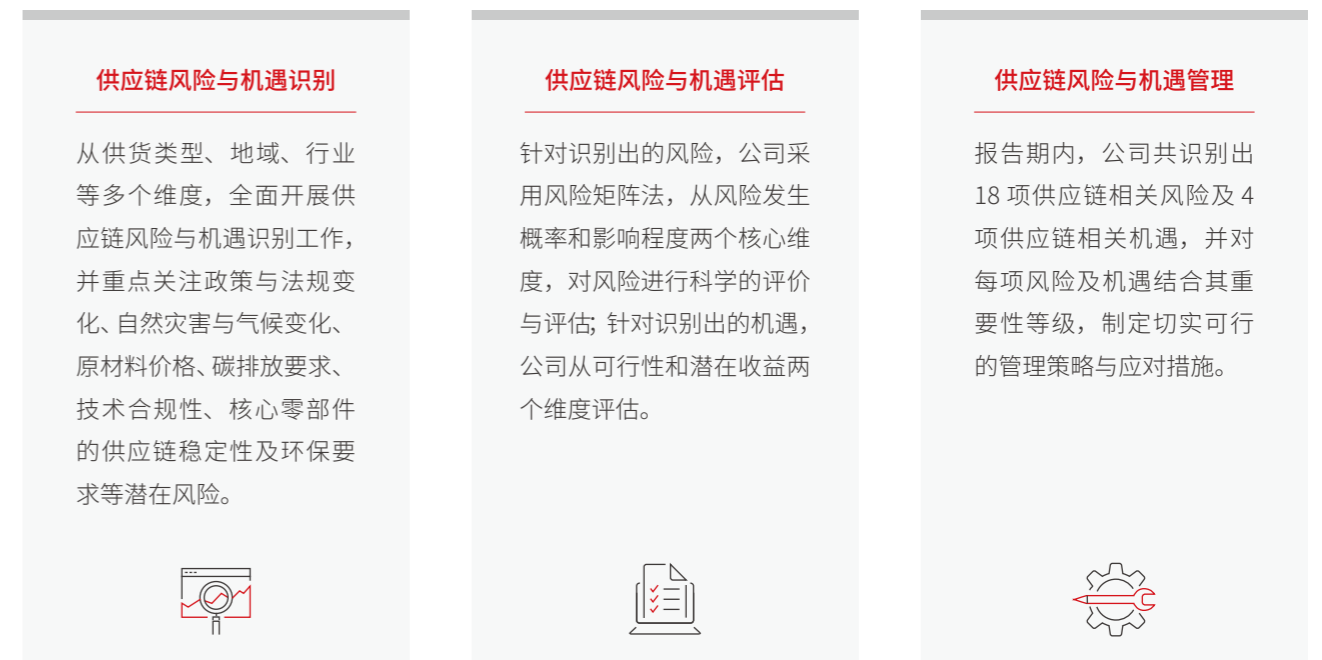 供应链风险与机遇识别
从供货类型、地域、行业
等多个维度，全面开展供
应链风险与机遇识别工作，
并重点关注政策与法规变
化、自然灾害与气候变化、
原材料价格、碳排放要求、
技术合规性、核心零部件
的供应链稳定性及环保要
求等潜在风险。
供应链风险与机遇评估
针对识别出的风险，公司采
用风险矩阵法，从风险发生
概率和影响程度两个核心维
度，对风险进行科学的评价
与评估；针对识别出的机遇，
公司从可行性和潜在收益两
个维度评估。
供应链风险与机遇管理
报告期内，公司共识别出
18 项供应链相关风险及 4
项供应链相关机遇，并对
每项风险及机遇结合其重
要性等级，制定切实可行
的管理策略与应对措施。